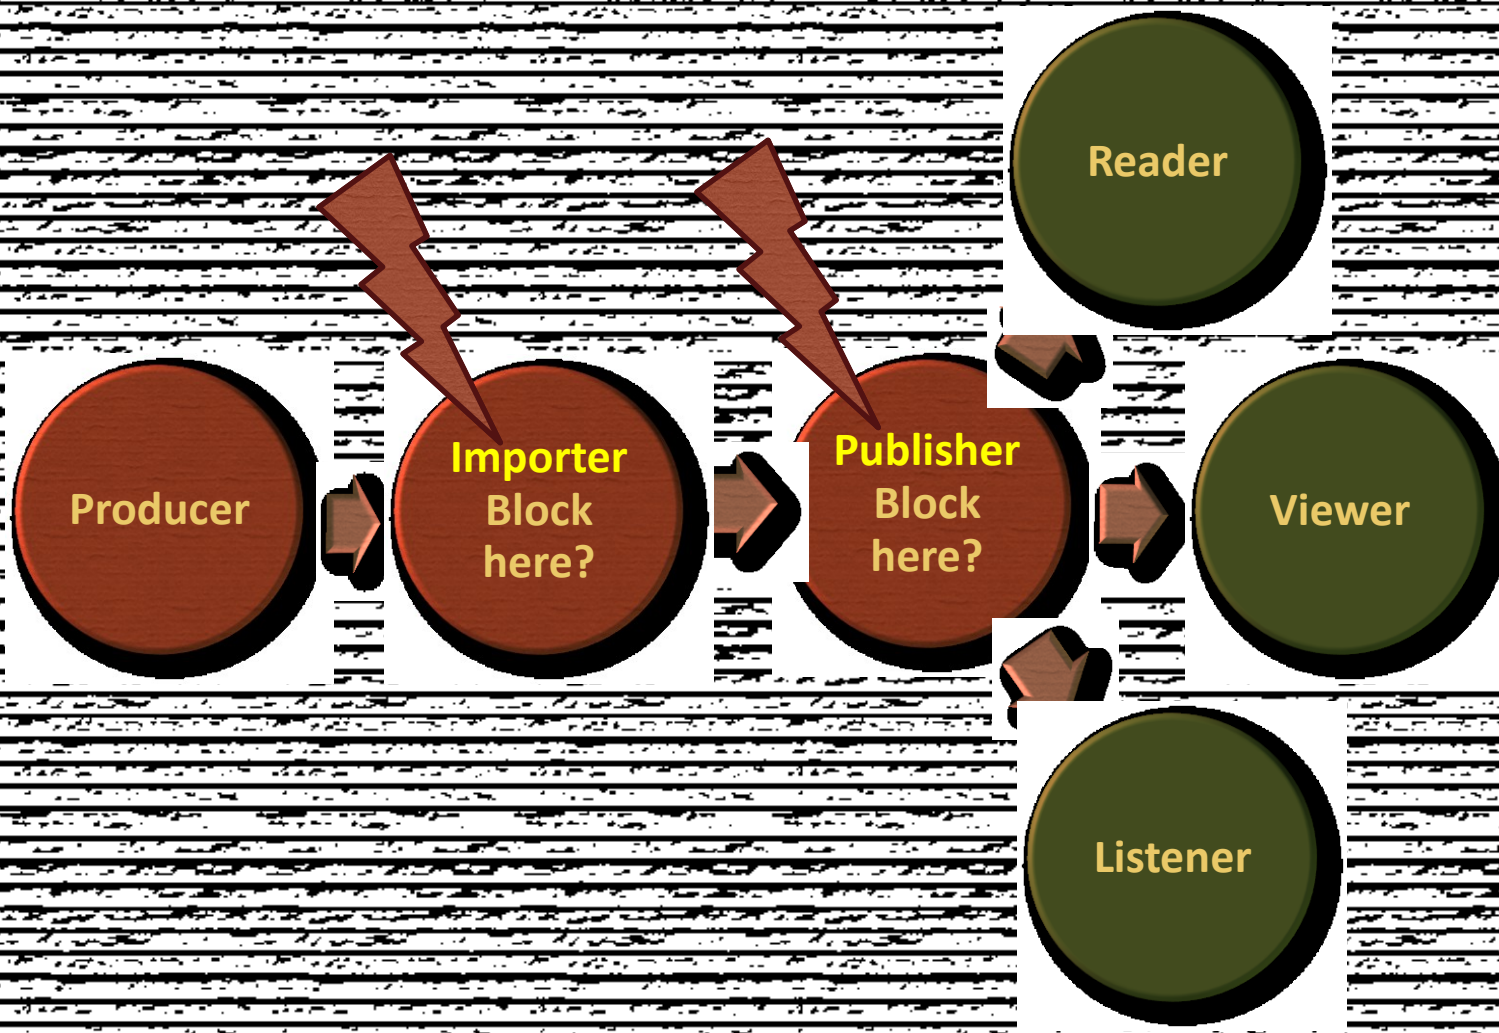 Reader
Producer
Importer
Block
here?
Publisher
Block
here?
Viewer
Listener